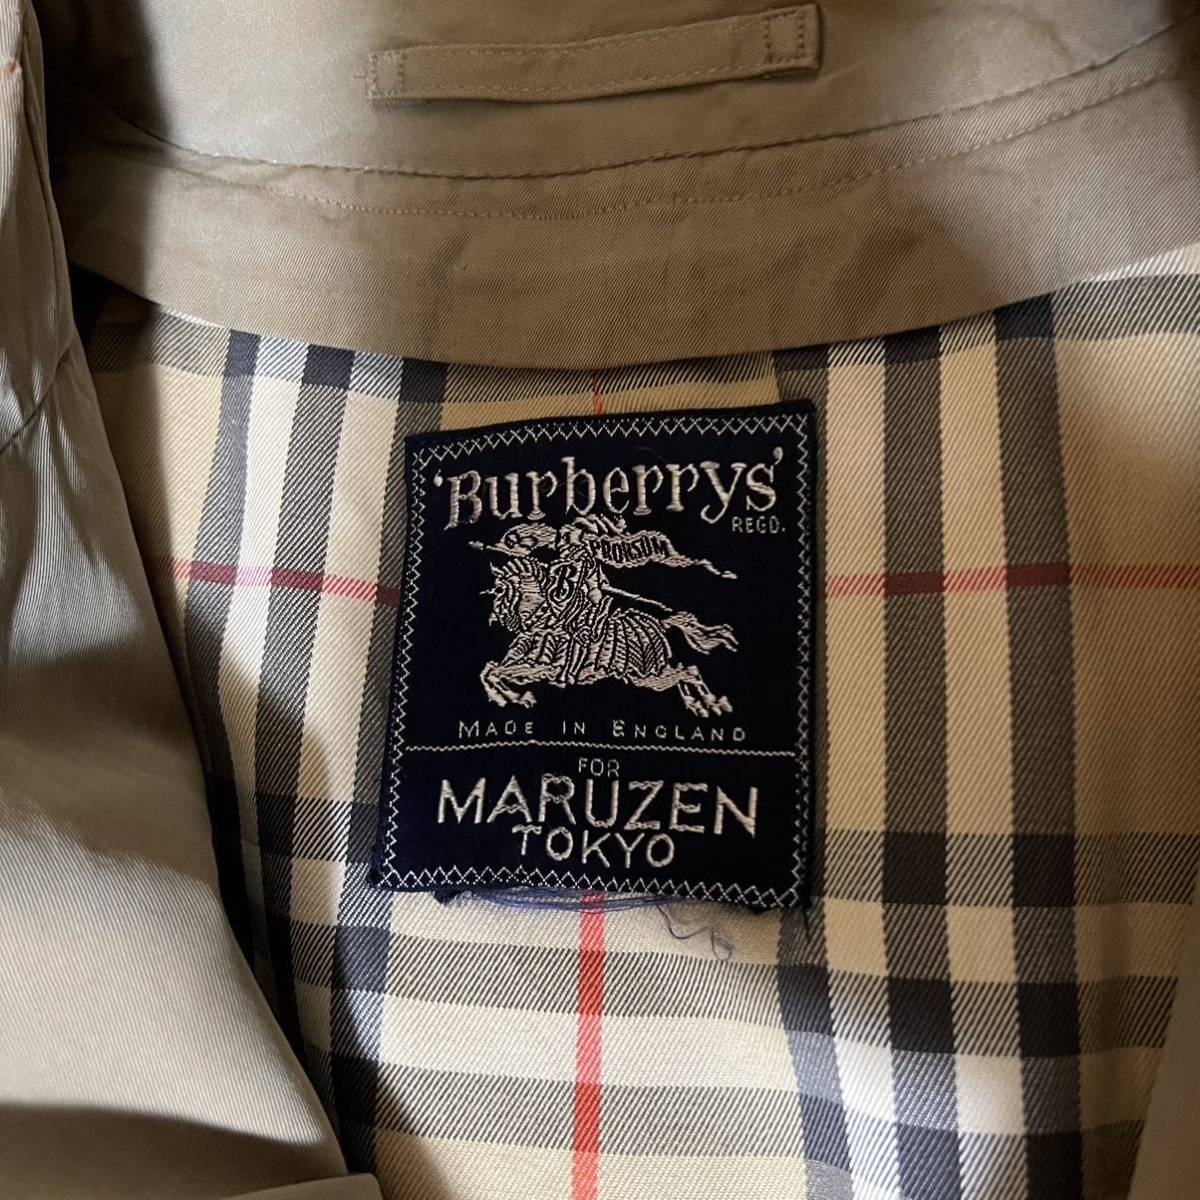 'Burberrys'
REGD.
PRORSUM
B
MADE IN ENGLAND
FOR
MARUZEN
TOKYO